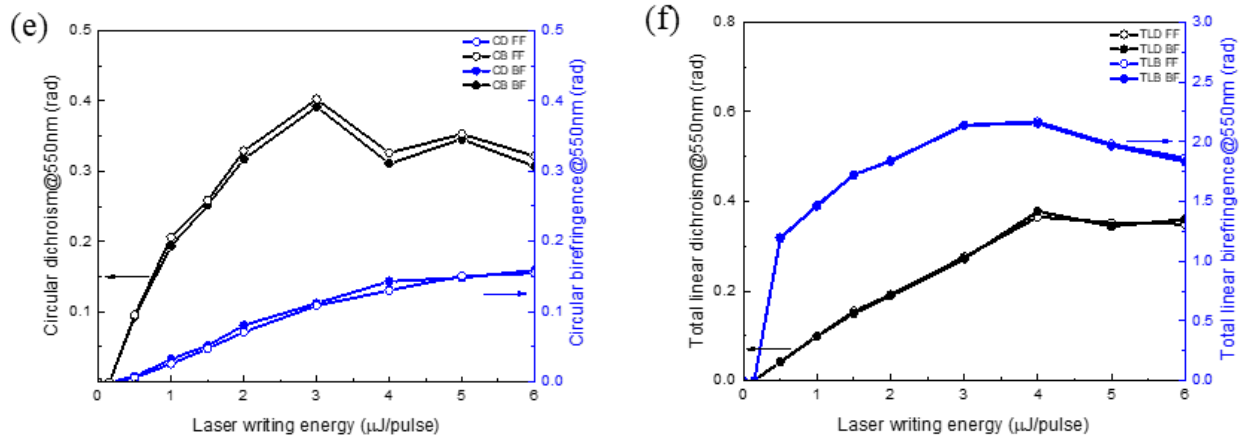 (e)
Circular dichroism@550nm (rad)
0.5
0.4
0.3
0.2
0.1
CD FF
CB FF
CD BF
CB BF
0.5
0.4
0.3
0.2
0.1
0.0
Circular birefringence@550nm (rad)
0 1 2 3 4 5 6
Laser writing energy (μJ/pulse)
(f)
Total linear dichroism@550nm (rad)
0.8
0.6
0.4
0.2
0.0
TLD FF
TLD BF
TLB FF
TLB BF
3.0
2.5
2.0
1.5
1.0
0.5
0.0
Total linear birefringence@550nm (rad)
0 1 2 3 4 5 6
Laser writing energy (μJ/pulse)